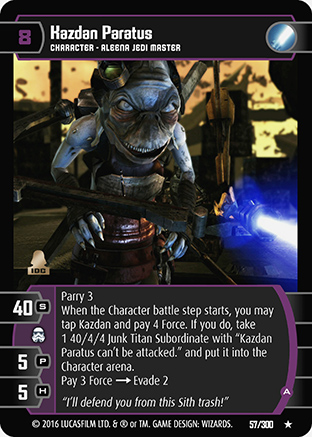 8 Kazdan Paratus
CHARACTER - ALEENA JEDI MASTER
IDC
Parry 3
40 S When the Character battle step starts, you may
tap Kazdan and pay 4 Force. If you do, take
1 40/4/4 Junk Titan Subordinate with “Kazdan
5 P Paratus can’t be attacked.” and put it into the
Character arena.
5 H Pay 3 Force → Evade 2
A
“I’ll defend you from this Sith trash!”
© 2016 LUCASFILM LTD. & ® or TM. GAME DESIGN: WIZARDS. 57/300 ★